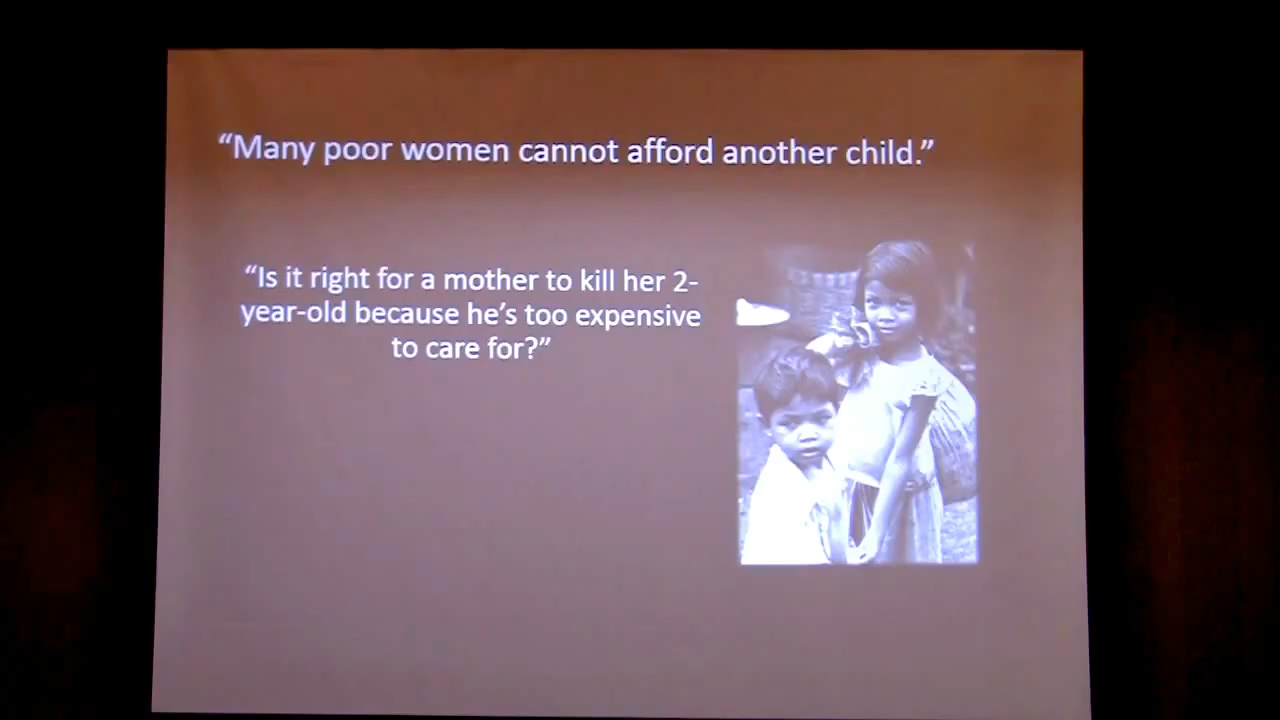 “Many poor women cannot afford another child.”
“Is it right for a mother to kill her 2-
year-old because he’s too expensive
to care for?”